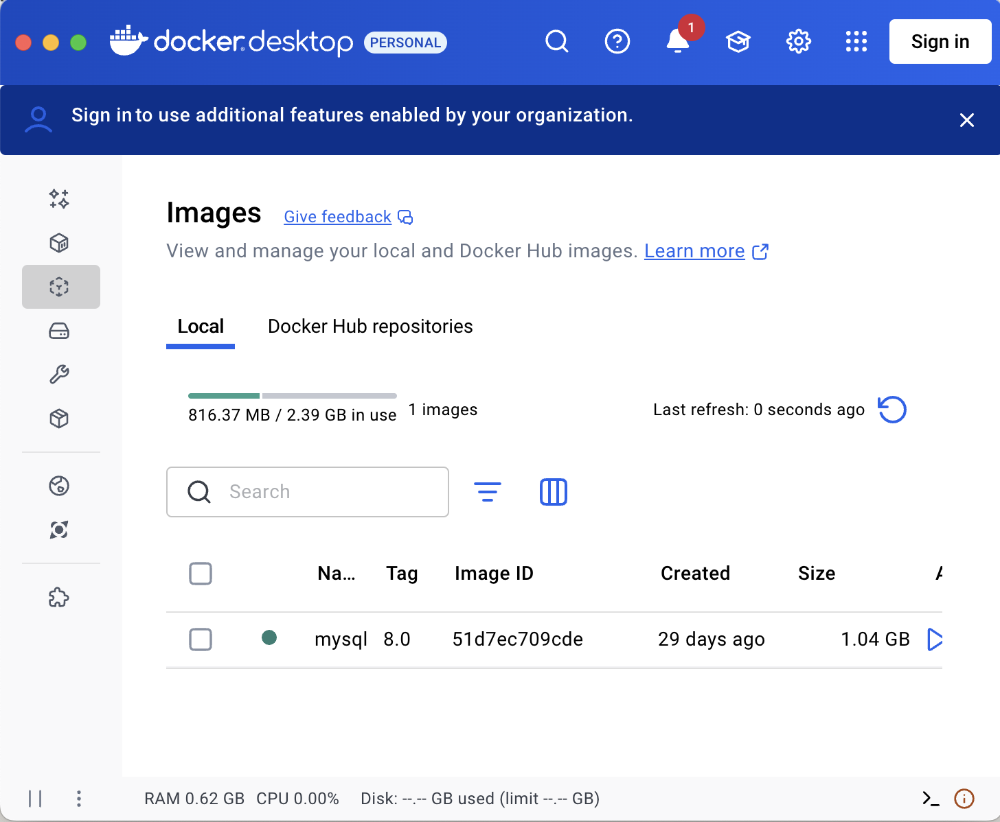 docker desktop PERSONAL
1
Sign in
Sign in to use additional features enabled by your organization.
Images Give feedback
View and manage your local and Docker Hub images. Learn more
Local Docker Hub repositories
816.37 MB / 2.39 GB in use 1 images Last refresh: 0 seconds ago
Search
Na... Tag Image ID Created Size
mysql 8.0 51d7ec709cde 29 days ago 1.04 GB
RAM 0.62 GB CPU 0.00% Disk: --.-- GB used (limit --.-- GB)